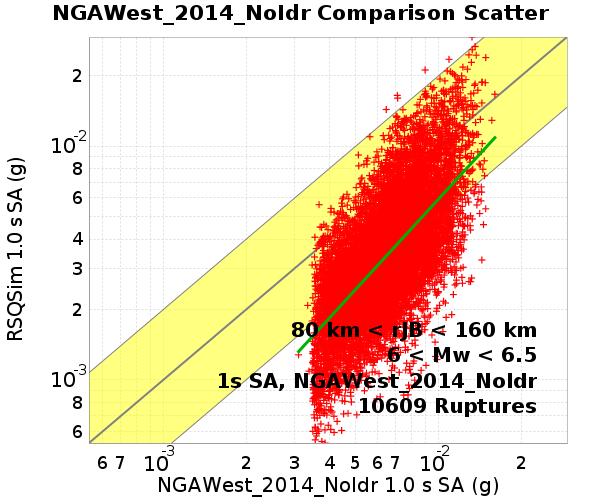 NGAWest_2014_NoIdr Comparison Scatter
RSQSim 1.0 s SA (g)
2
10-2
8
6
4
3
2
10-3
8
6
80 km < rJB < 160 km
6 < Mw < 6.5
1s SA, NGAWest_2014_NoIdr
10609 Ruptures
6 7 10-3 2 3 4 5 6 7 10-2 2
NGAWest_2014_NoIdr 1.0 s SA (g)